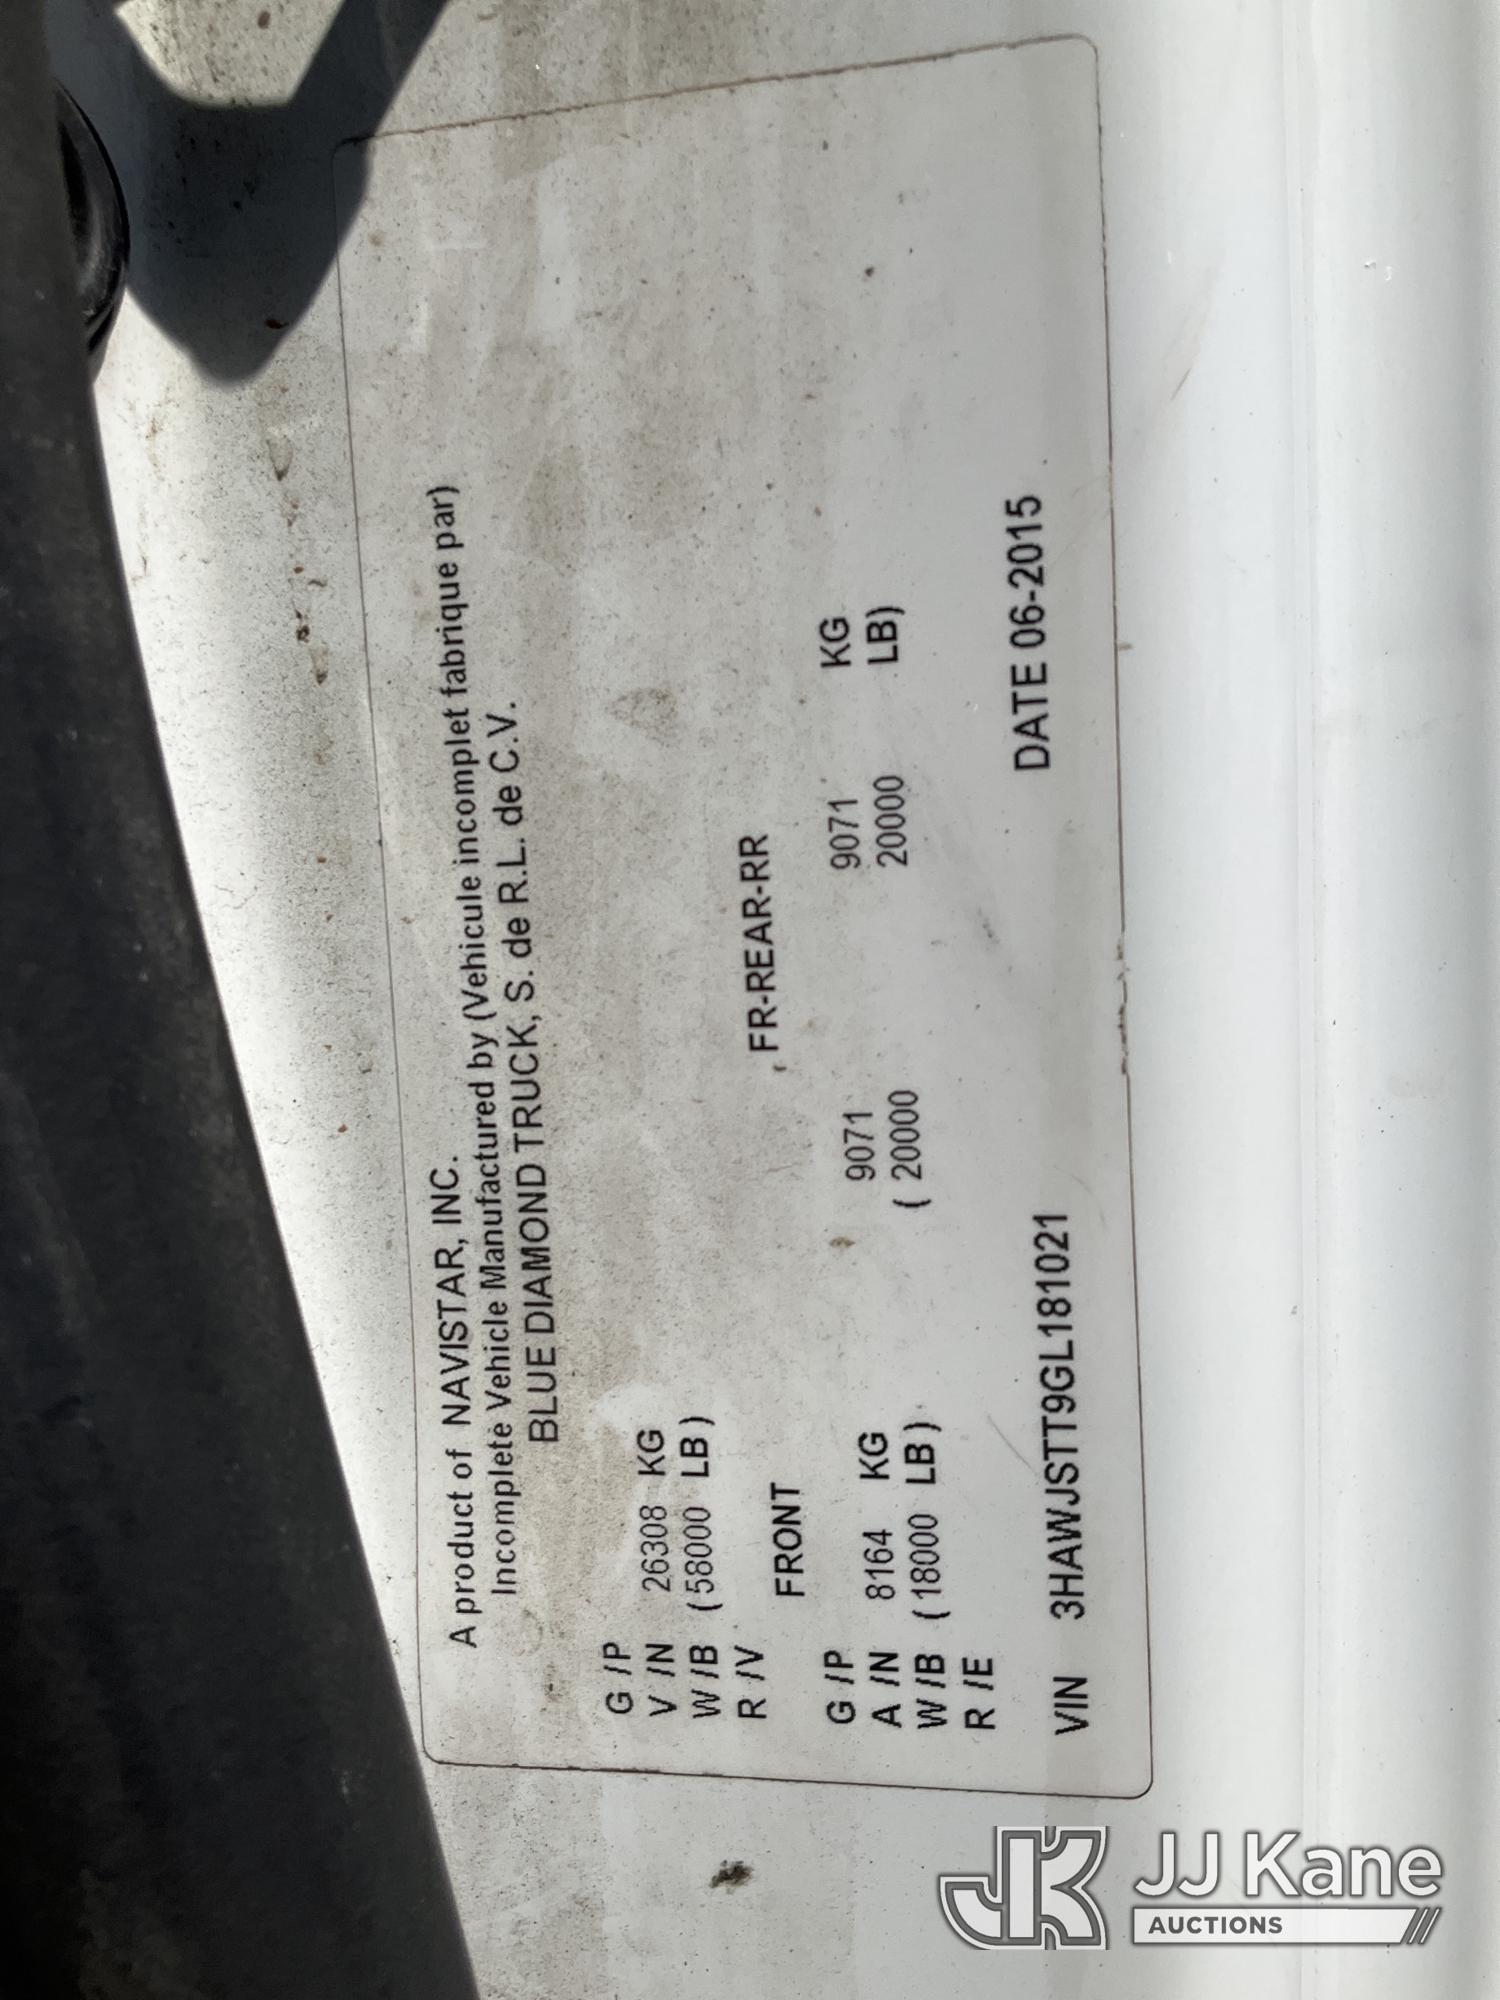 A product of NAVISTAR, INC.
Incomplete Vehicle Manufactured by (Vehicule incomplet fabrique par)
BLUE DIAMOND TRUCK, S. de R.L. de C.V.
G /P
V /N 26308 KG
W /B (58000 LB)
R /V
FRONT FR-REAR-RR
G /P
A /N 8164 KG 9071 9071 KG
W /B (18000 LB) ( 20000 20000 LB)
R /E
VIN 3HAWJSTT9GL181021 DATE 06-2015
JK JJ Kane
AUCTIONS